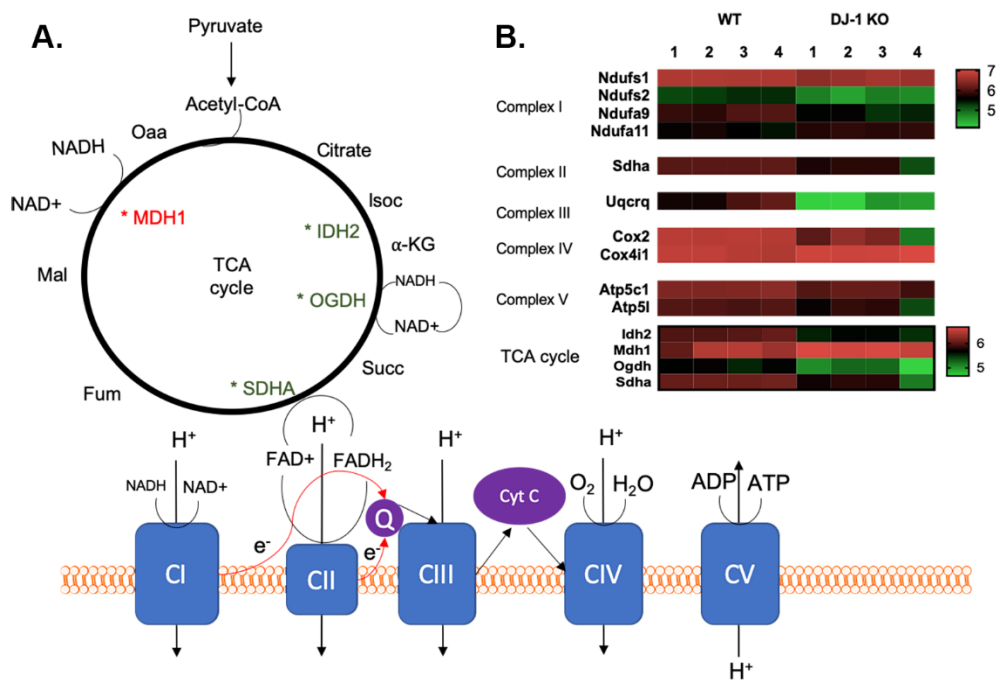 A.
Pyruvate
Acetyl-CoA
Oaa
Citrate
NADH
NAD+
* MDH1
Isoc
* IDH2
α-KG
Mal
TCA
cycle
* OGDH
NADH
NAD+
Succ
Fum
* SDHA
H⁺
H⁺
H⁺
H⁺
NADH
NAD+
FAD+
FADH₂
Q
Cyt C
O₂
H₂O
ADP
ATP
e⁻
e⁻
CI
CII
CIII
CIV
CV
H⁺
B.
WT DJ-1 KO
1 2 3 4 1 2 3 4
Complex I
Ndufs1
Ndufs2
Ndufa9
Ndufa11
7
6
5
Complex II
Sdha
Complex III
Uqcrq
Complex IV
Cox2
Cox4i1
Complex V
Atp5c1
Atp5l
TCA cycle
Idh2
Mdh1
Ogdh
Sdha
6
5